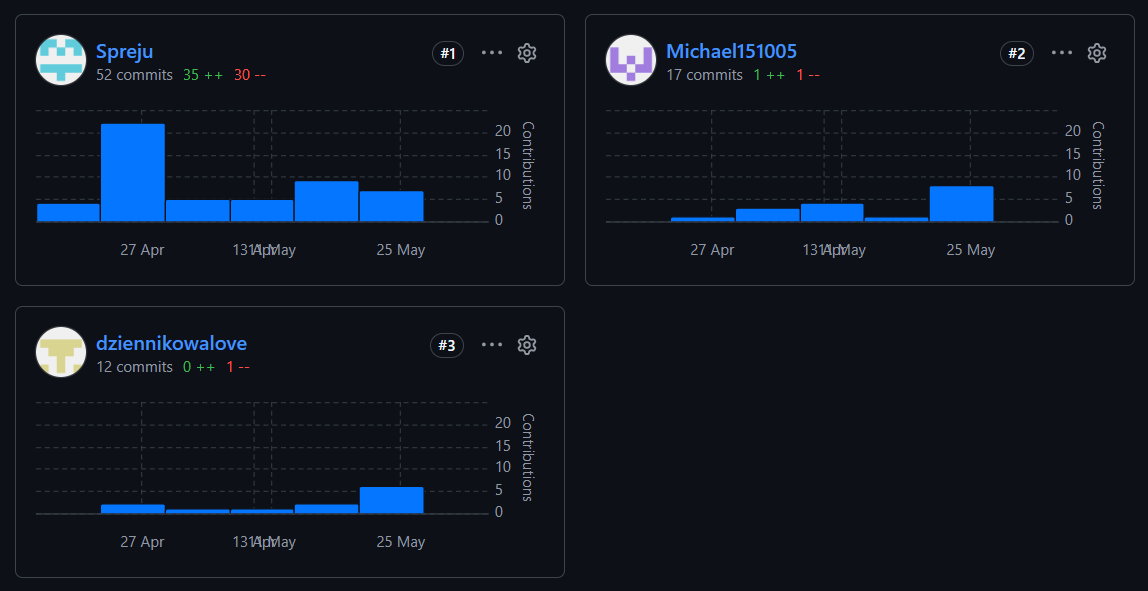 Spreju
#1
52 commits 35 ++ 30 --
20
15
10
5
0
Contributions
27 Apr
25 May
Michael151005
#2
17 commits 1 ++ 1 --
20
15
10
5
0
Contributions
27 Apr
25 May
dziennikowalove
#3
12 commits 0 ++ 1 --
20
15
10
5
0
Contributions
27 Apr
25 May